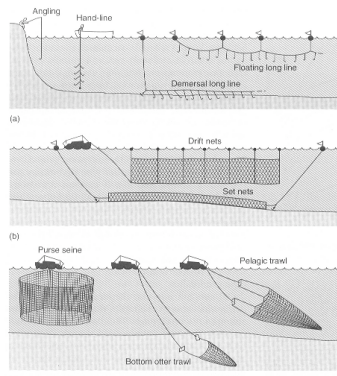 Angling
Hand-line
Floating long line
Demersal long line
(a)
Drift nets
Set nets
(b)
Purse seine
Pelagic trawl
Bottom otter trawl